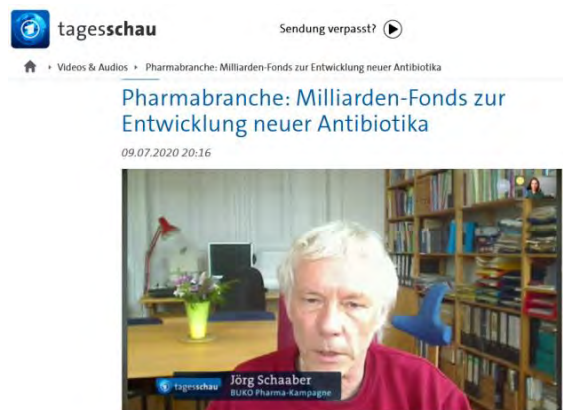 tagesschau
Sendung verpasst?
Videos & Audios Pharmabranche: Milliarden-Fonds zur Entwicklung neuer Antibiotika
Pharmabranche: Milliarden-Fonds zur
Entwicklung neuer Antibiotika
09.07.2020 20:16
tagesschau
Jörg Schaaber
BUKO Pharma-Kampagne